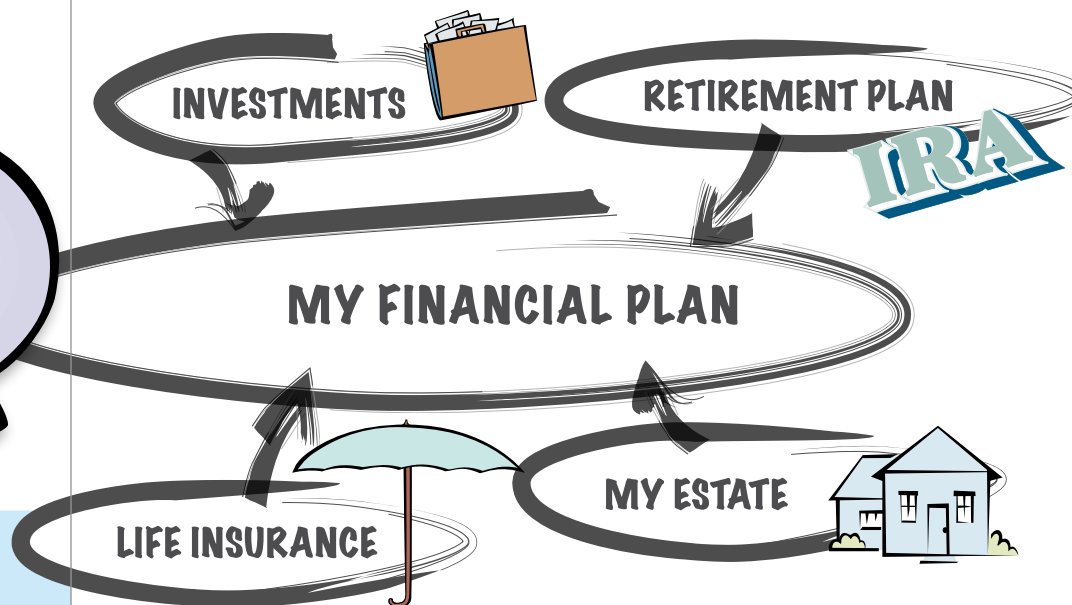 INVESTMENTS
RETIREMENT PLAN
IRA
MY FINANCIAL PLAN
LIFE INSURANCE
MY ESTATE